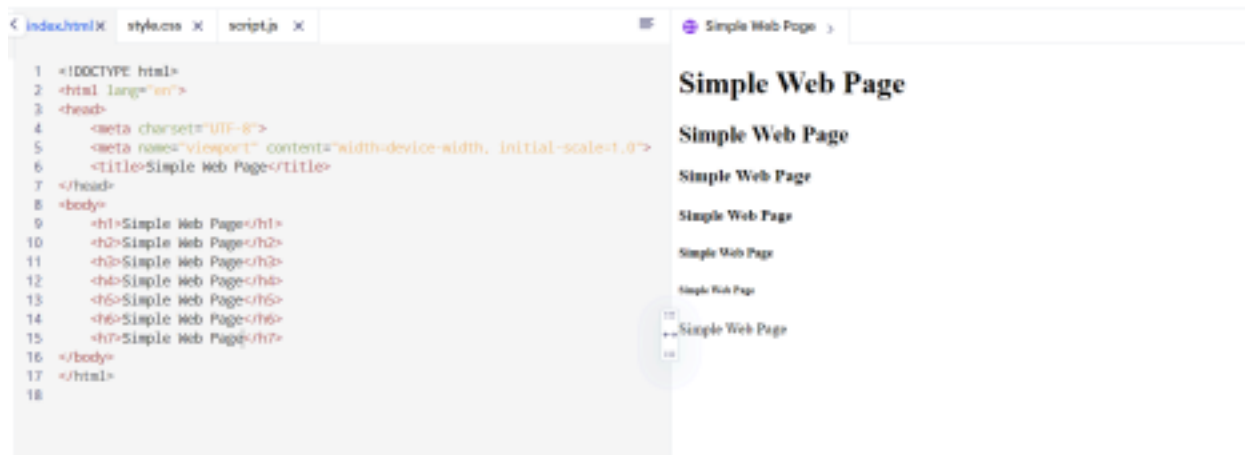 index.html X style.css X script.js X
1 <!DOCTYPE html>
2 <html lang="en">
3 <head>
4 <meta charset="UTF-8">
5 <meta name="viewport" content="width=device-width, initial-scale=1.0">
6 <title>Simple Web Page</title>
7 </head>
8 <body>
9 <h1>Simple Web Page</h1>
10 <h2>Simple Web Page</h2>
11 <h3>Simple Web Page</h3>
12 <h4>Simple Web Page</h4>
13 <h5>Simple Web Page</h5>
14 <h6>Simple Web Page</h6>
15 <h7>Simple Web Page</h7>
16 </body>
17 </html>
18
Simple Web Page
Simple Web Page
Simple Web Page
Simple Web Page
Simple Web Page
Simple Web Page
Simple Web Page
Simple Web Page